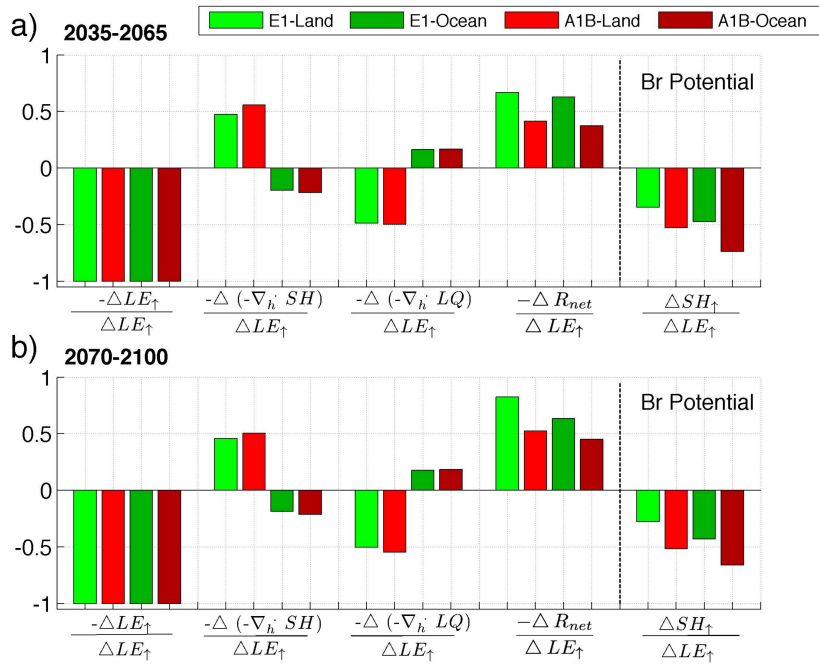 E1-Land E1-Ocean A1B-Land A1B-Ocean
a) 2035-2065
1
0.5
0
-0.5
-1
Br Potential
-△LE↑ / △LE↑
-△ (-∇h· SH) / △LE↑
-△ (-∇h· LQ) / △LE↑
-△ Rnet / △ LE↑
△SH↑ / △LE↑
b) 2070-2100
1
0.5
0
-0.5
-1
Br Potential
-△LE↑ / △LE↑
-△ (-∇h· SH) / △LE↑
-△ (-∇h· LQ) / △LE↑
-△ Rnet / △ LE↑
△SH↑ / △LE↑